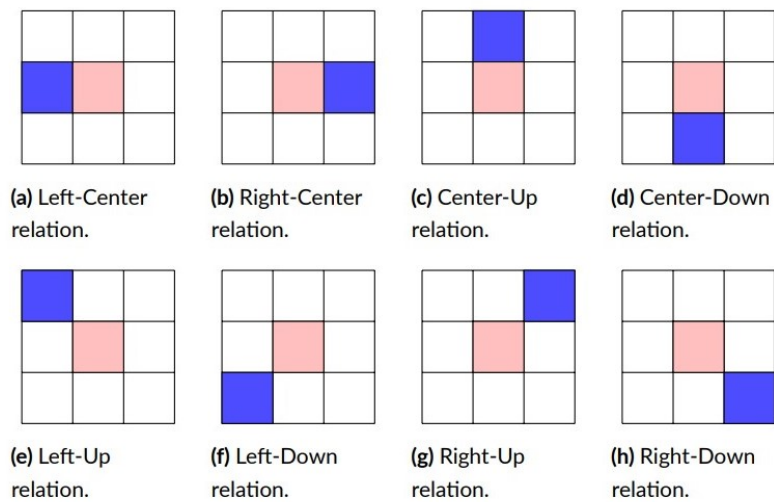 (a) Left-Center
relation.
(b) Right-Center
relation.
(c) Center-Up
relation.
(d) Center-Down
relation.
(e) Left-Up
relation.
(f) Left-Down
relation.
(g) Right-Up
relation.
(h) Right-Down
relation.